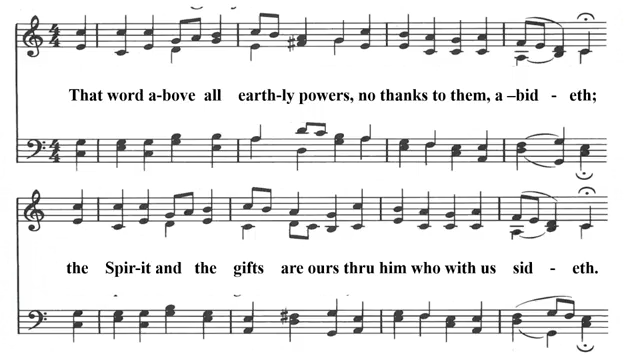 That word a-bove all earth-ly powers, no thanks to them, a –bid - eth;
the Spir-it and the gifts are ours thru him who with us sid - eth.